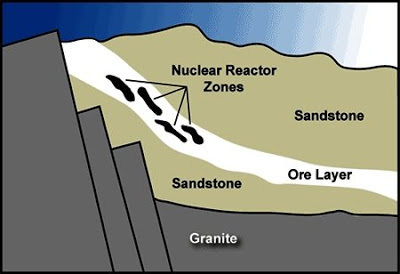 Nuclear Reactor
Zones
Sandstone
Ore Layer
Sandstone
Granite